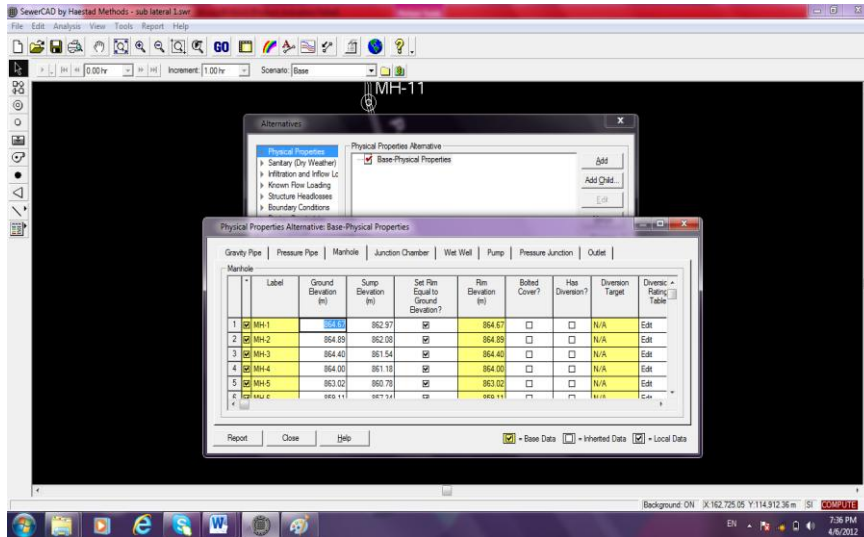 SewerCAD by Haestad Methods - sub lateral 1.swr
File Edit Analysis View Tools Report Help
GO
0.00 hr Increment: 1.00 hr Scenario: Base
MH-11
Alternatives
Physical Properties
Sanitary (Dry Weather)
Infiltration and Inflow Lo
Known Flow Loading
Structure Headlosses
Boundary Conditions
Physical Properties Alternative
Base-Physical Properties
Add
Add Child...
Edit
Physical Properties Alternative: Base-Physical Properties
Gravity Pipe Pressure Pipe Manhole Junction Chamber Wet Well Pump Pressure Junction Outlet
Manhole
* Label Ground Elevation (m) Sump Elevation (m) Set Rim Equal to Ground Elevation? Rim Elevation (m) Bolted Cover? Has Diversion? Diversion Target Diversic Rating Table
1 MH-1 864.67 862.97 864.67 N/A Edit
2 MH-2 864.89 862.08 864.89 N/A Edit
3 MH-3 864.40 861.54 864.40 N/A Edit
4 MH-4 864.00 861.18 864.00 N/A Edit
5 MH-5 863.02 860.78 863.02 N/A Edit
Report Close Help = Base Data = Inherited Data = Local Data
Background: ON X:162,725.05 Y:114,912.36 m SI COMPUTE
EN 7:36 PM
4/6/2012